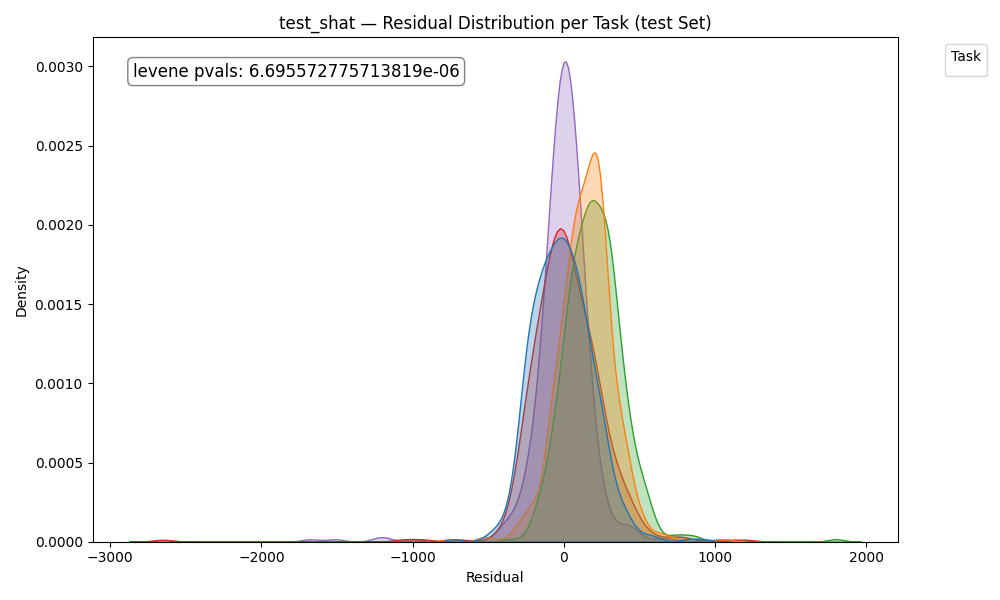 test_shat — Residual Distribution per Task (test Set)
levene pvals: 6.695572775713819e-06
Task
0.0030
0.0025
0.0020
0.0015
0.0010
0.0005
0.0000
Density
−3000 −2000 −1000 0 1000 2000
Residual